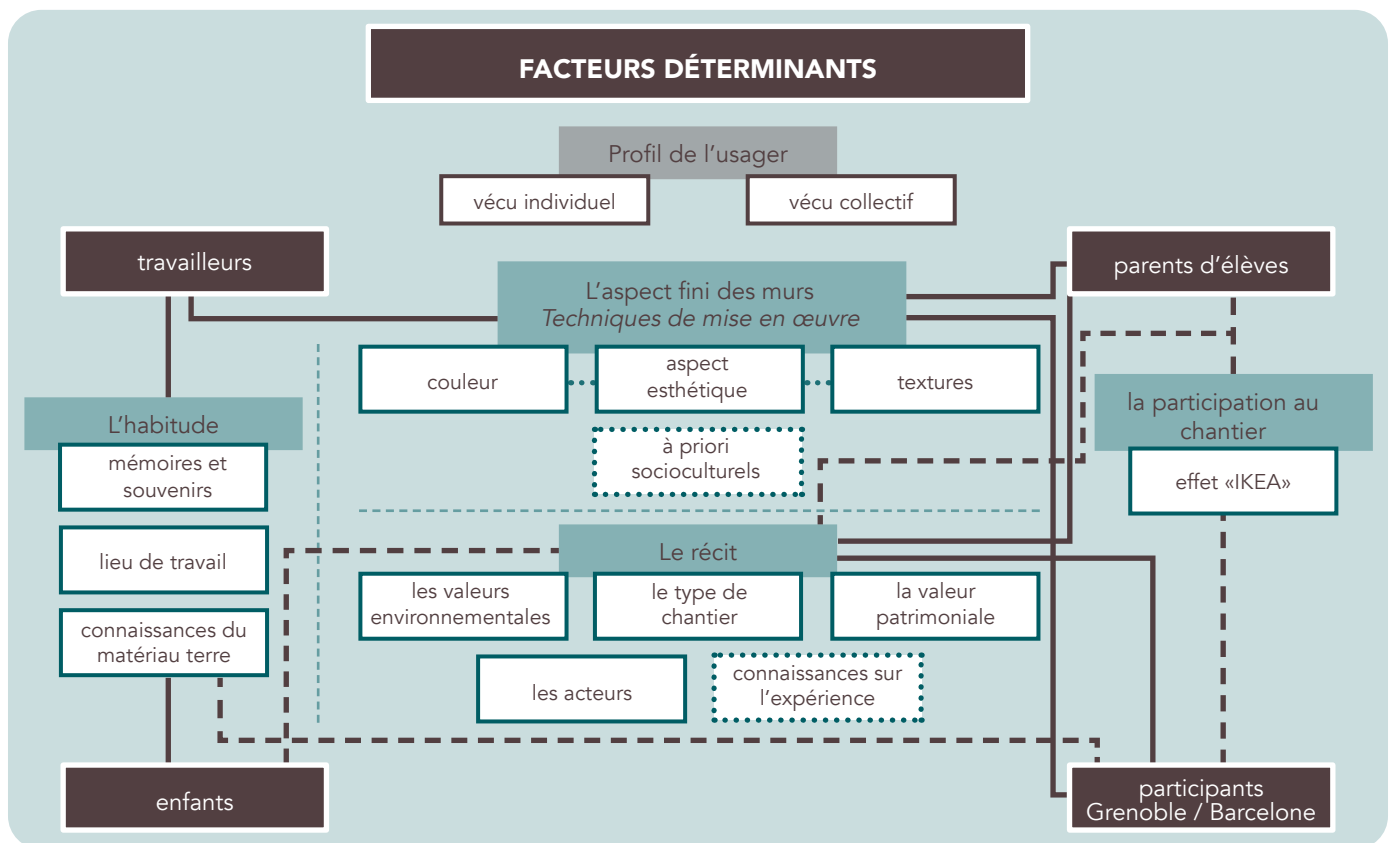 FACTEURS DÉTERMINANTS
Profil de l'usager
vécu individuel
vécu collectif
travailleurs
parents d'élèves
L'aspect fini des murs
Techniques de mise en œuvre
couleur
aspect
esthétique
textures
à priori
socioculturels
L'habitude
mémoires et
souvenirs
lieu de travail
connaissances du
matériau terre
la participation au
chantier
effet «IKEA»
Le récit
les valeurs
environnementales
le type de
chantier
la valeur
patrimoniale
les acteurs
connaissances sur
l'expérience
enfants
participants
Grenoble / Barcelone